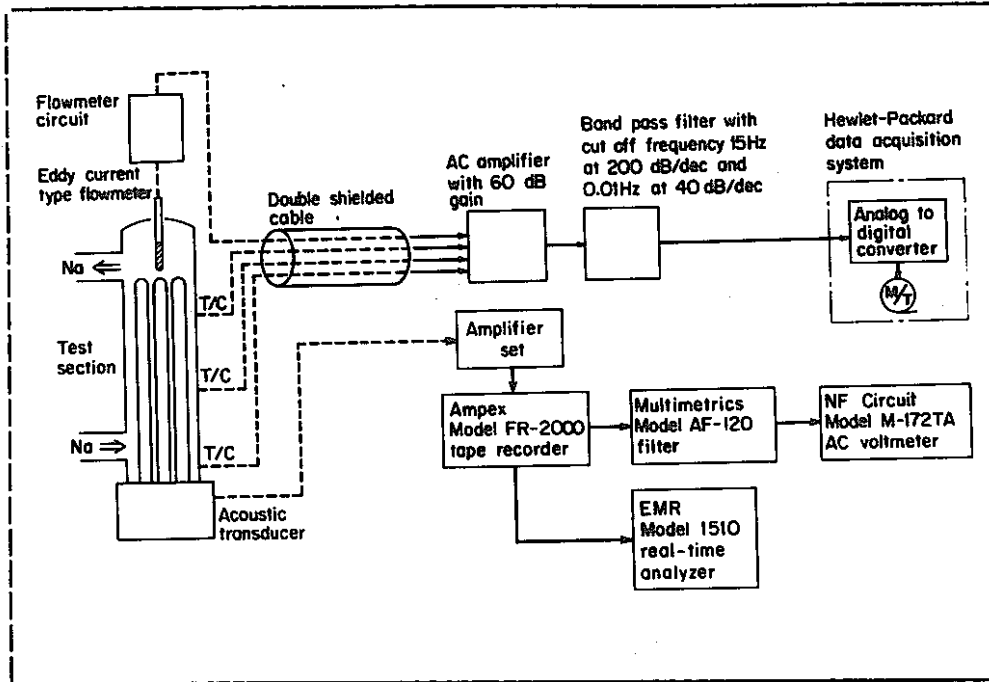 Flowmeter
circuit
Eddy current
type flowmeter
Double shielded
cable
AC amplifier
with 60 dB
gain
Band pass filter with
cut off frequency 15Hz
at 200 dB/dec and
0.01Hz at 40 dB/dec
Hewlet-Packard
data acquisition
system
Analog to
digital
converter
M/T
Na
T/C
Test
section
T/C
Na
T/C
Acoustic
transducer
Amplifier
set
Ampex
Model FR-2000
tape recorder
Multimetrics
Model AF-120
filter
NF Circuit
Model M-172TA
AC voltmeter
EMR
Model 1510
real-time
analyzer